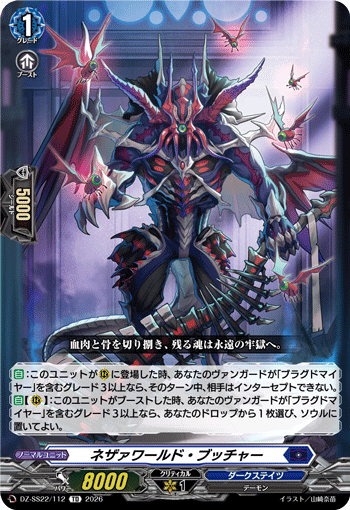 1
グレード
ブースト
シールド
5000
血肉と骨を切り捌き、残る魂は永遠の牢獄へ。
自:このユニットがⓇに登場した時、あなたのヴァンガードが「ブラグドマイヤー」を含むグレード3以上なら、そのターン中、相手はインターセプトできない。
自:このユニットがブーストした時、あなたのヴァンガードが「ブラグドマイヤー」を含むグレード3以上なら、あなたのドロップから1枚選び、ソウルに置いてよい。
ノーマルユニット
ネザァワールド・ブッチャー
パワー 8000
クリティカル
1
ダークステイツ
デーモン
DZ-SS22/112 TD 2026
イラスト/山崎奈苗